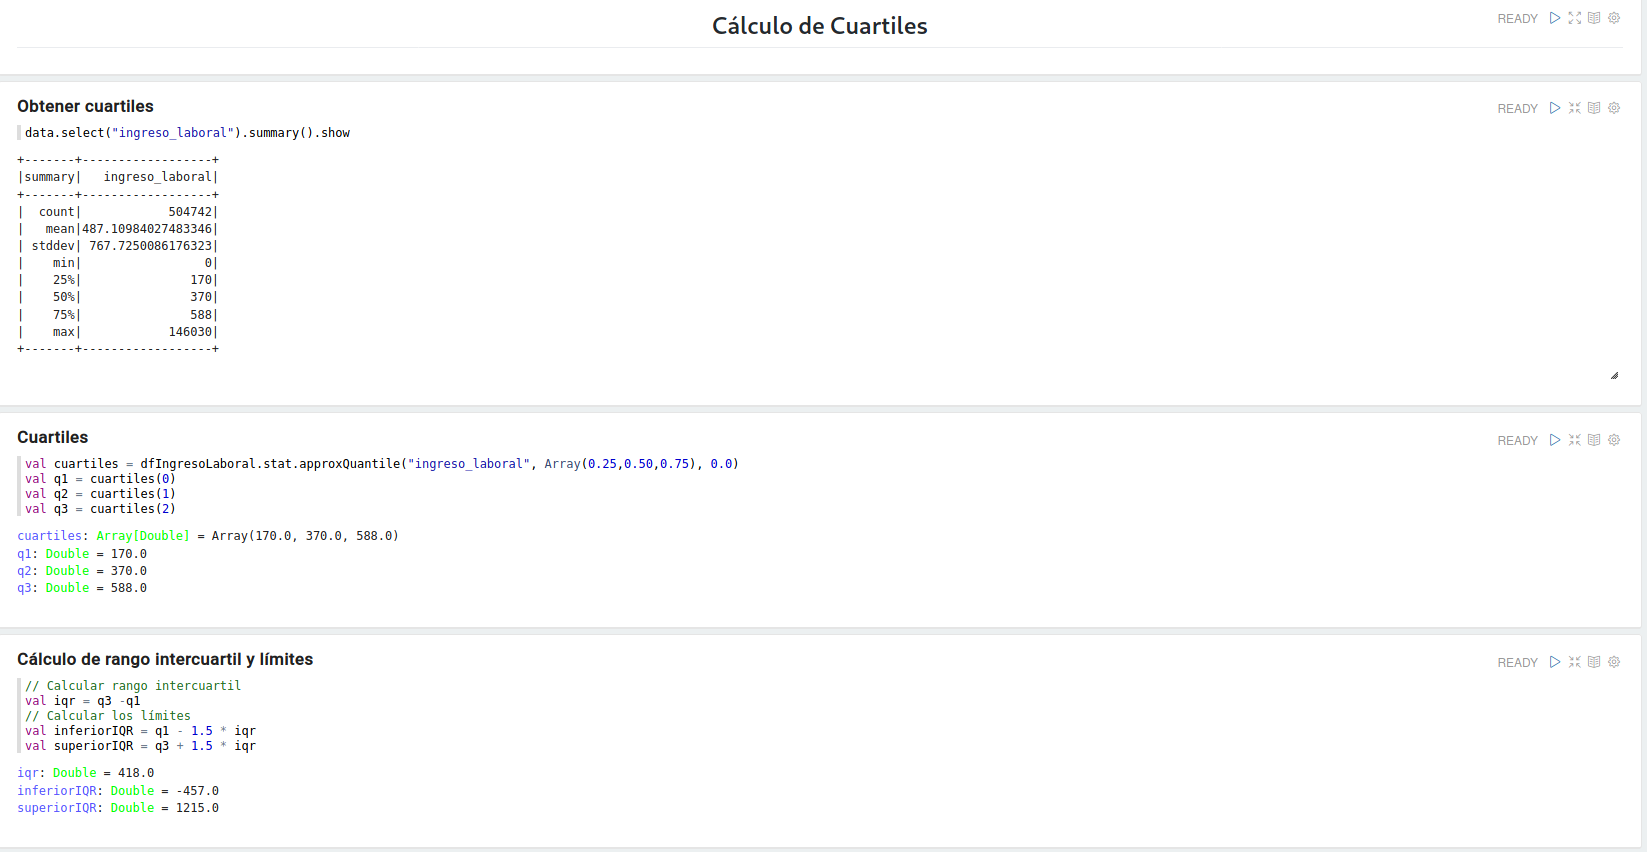 Cálculo de Cuartiles
READY
Obtener cuartiles
READY
data.select("ingreso_laboral").summary().show
+-------+------------------+
|summary|   ingreso_laboral|
+-------+------------------+
|  count|            504742|
|   mean|487.10984027483346|
| stddev| 767.7250086176323|
|    min|                 0|
|    25%|               170|
|    50%|               370|
|    75%|               588|
|    max|            146030|
+-------+------------------+
Cuartiles
READY
val cuartiles = dfIngresoLaboral.stat.approxQuantile("ingreso_laboral", Array(0.25,0.50,0.75), 0.0)
val q1 = cuartiles(0)
val q2 = cuartiles(1)
val q3 = cuartiles(2)
cuartiles: Array[Double] = Array(170.0, 370.0, 588.0)
q1: Double = 170.0
q2: Double = 370.0
q3: Double = 588.0
Cálculo de rango intercuartil y límites
READY
// Calcular rango intercuartil
val iqr = q3 -q1
// Calcular los límites
val inferiorIQR = q1 - 1.5 * iqr
val superiorIQR = q3 + 1.5 * iqr
iqr: Double = 418.0
inferiorIQR: Double = -457.0
superiorIQR: Double = 1215.0